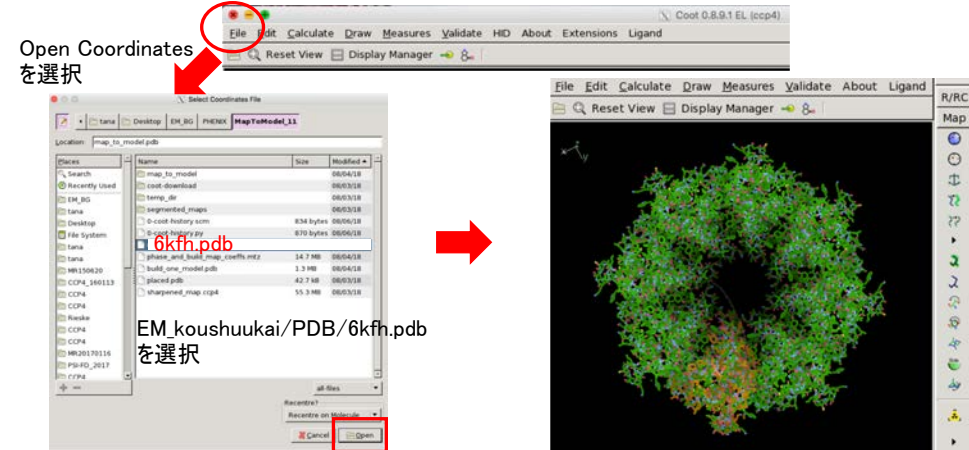 Coot 0.8.9.1 EL (ccp4)
File Edit Calculate Draw Measures Validate HID About Extensions Ligand
Reset View Display Manager
Open Coordinates
を選択
Select Coordinates File
tana Desktop EM_BG PHENIX MapToModel_11
Location: map_to_model.pdb
Places
Search
Recently Used
EM_BG
tana
Desktop
File System
tana
tana
MR150620
CCP4_160113
CCP4
CCP4
Rieske
CCP4
CCP4
MR20170116
PSI-FD_2017
CCP4
Name Size Modified
map_to_model 08/04/18
coot-download 08/03/18
temp_dir 08/03/18
segmented_maps 08/03/18
0-coot-history.scm 834 bytes 08/06/18
0-coot-history.py 870 bytes 08/06/18
6kfh.pdb
phase_and_build_map_coeffs.mtz 14.7 MB 08/04/18
build_one_model.pdb 1.3 MB 08/04/18
placed.pdb 42.7 kB 08/03/18
sharpened_map.ccp4 55.3 MB 08/03/18
EM_koushuukai/PDB/6kfh.pdb
を選択
all-files
Recentre?
Recentre on Molecule
Cancel Open
File Edit Calculate Draw Measures Validate About Ligand
Reset View Display Manager
R/RC
Map